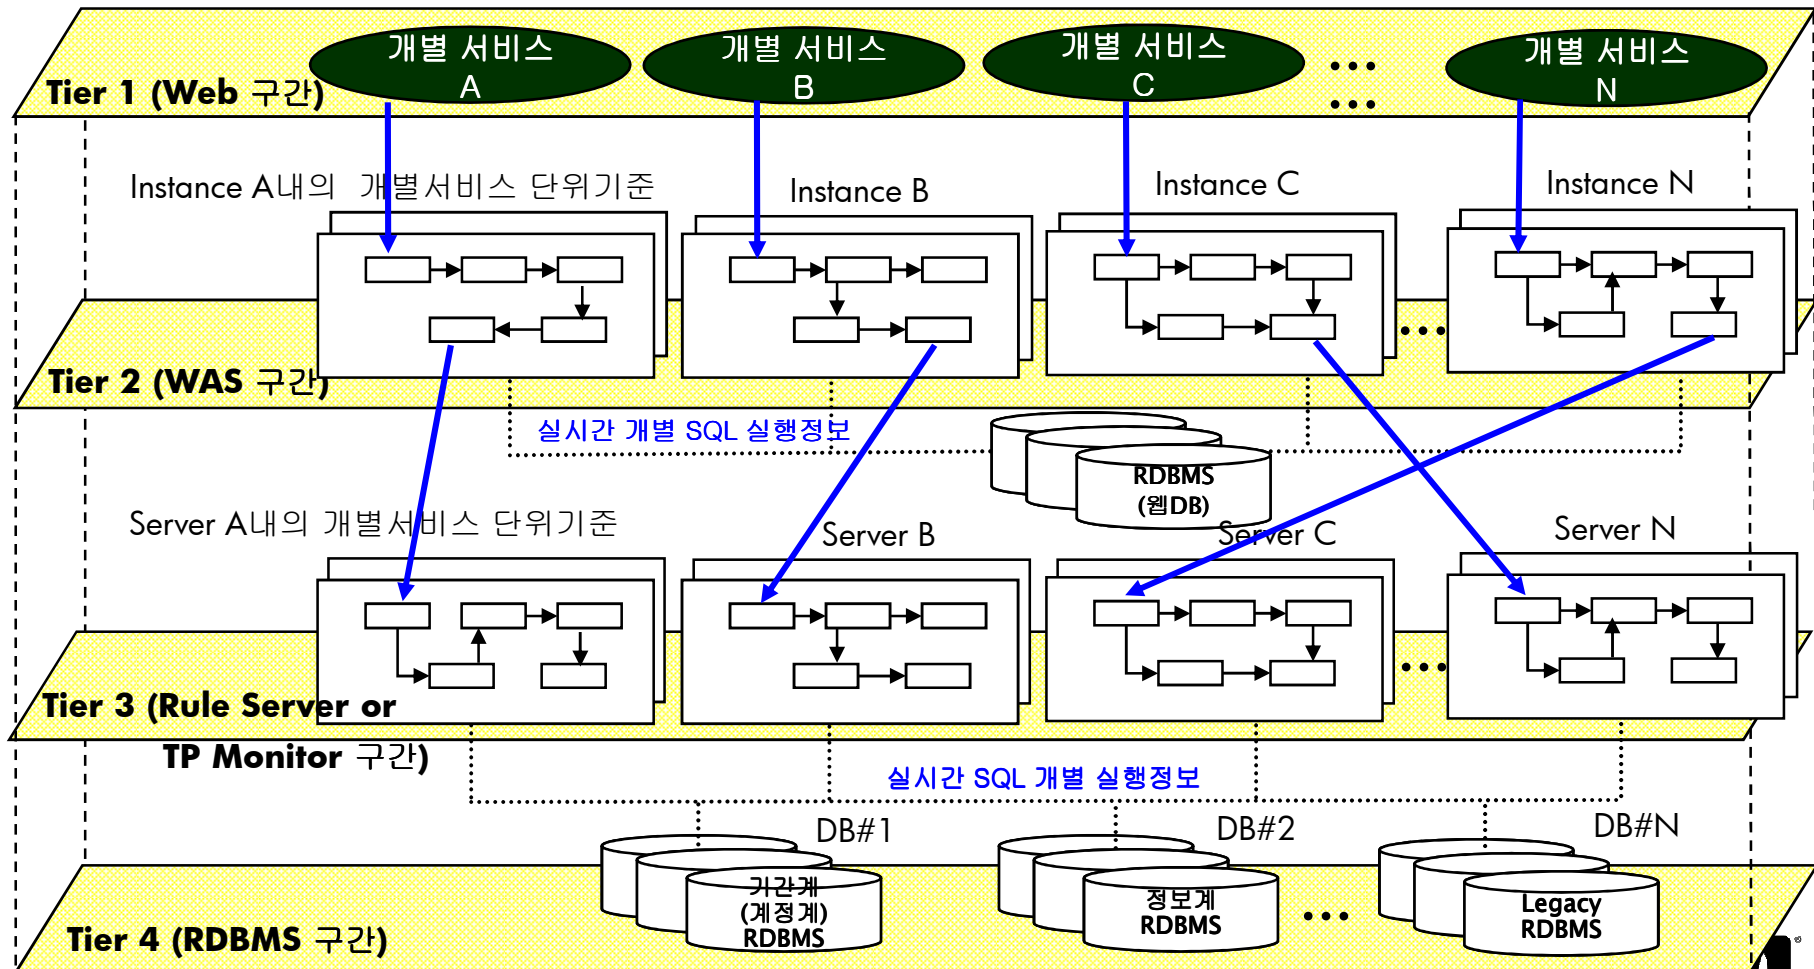 개별 서비스
A
개별 서비스
B
개별 서비스
C
개별 서비스
N
Tier 1 (Web 구간)
Instance A내의 개별서비스 단위기준
Instance B
Instance C
Instance N
Tier 2 (WAS 구간)
실시간 개별 SQL 실행정보
RDBMS
(웹DB)
Server A내의 개별서비스 단위기준
Server B
Server C
Server N
Tier 3 (Rule Server or
TP Monitor 구간)
실시간 SQL 개별 실행정보
DB#1
DB#2
DB#N
기간계
(계정계)
RDBMS
정보계
RDBMS
Legacy
RDBMS
Tier 4 (RDBMS 구간)